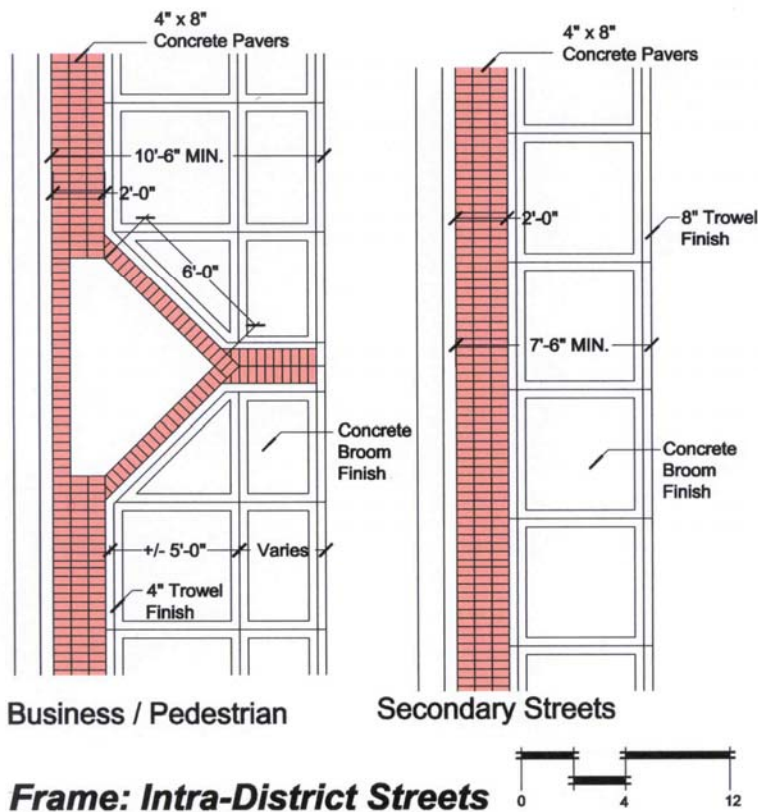 4" x 8"
Concrete Pavers
10'-6" MIN.
2'-0"
6'-0"
Concrete
Broom
Finish
+/- 5'-0"
Varies
4" Trowel
Finish
Business / Pedestrian
4" x 8"
Concrete Pavers
2'-0"
8" Trowel
Finish
7'-6" MIN.
Concrete
Broom
Finish
Secondary Streets
Frame: Intra-District Streets
0 4 12